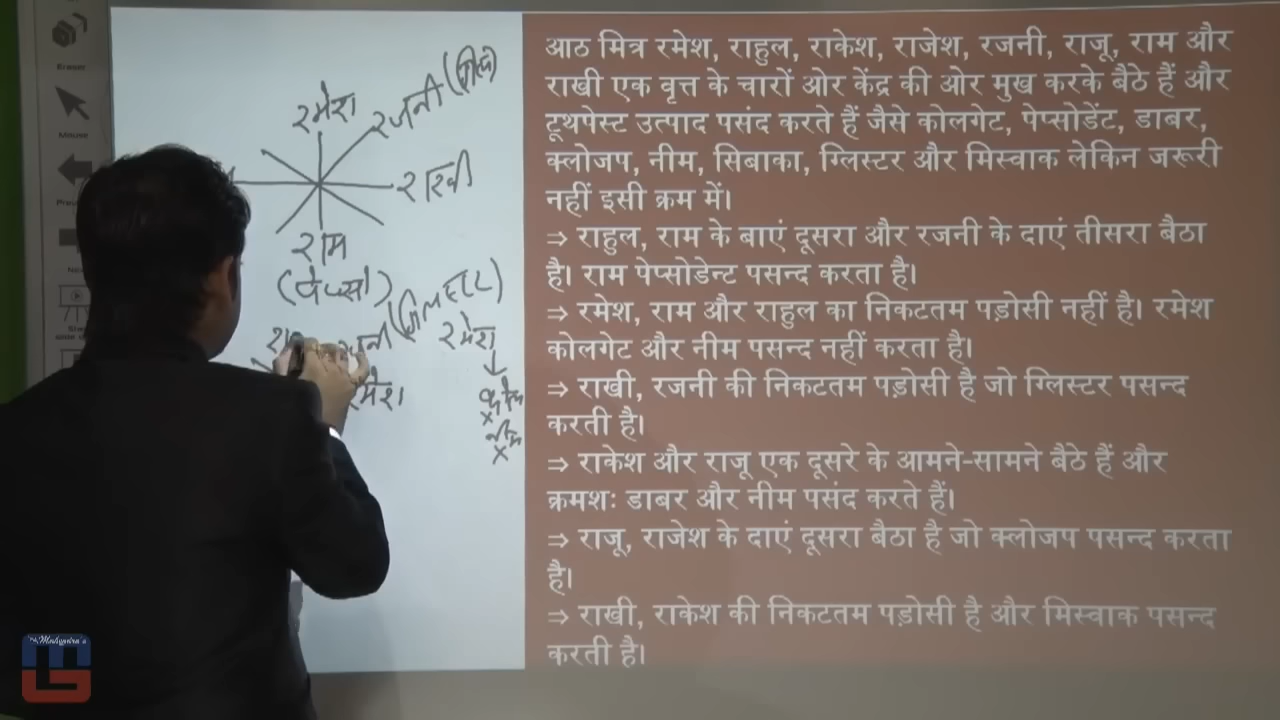 Eraser
Mouse
रमेश
रजनी
राखी
राम
(पेप्सो)
रमेश
रमेश
आठ मित्र रमेश, राहुल, राकेश, राजेश, रजनी, राजू, राम और
राखी एक वृत्त के चारों ओर केंद्र की ओर मुख करके बैठे हैं और
टूथपेस्ट उत्पाद पसंद करते हैं जैसे कोलगेट, पेप्सोडेंट, डाबर,
क्लोजप, नीम, सिबाका, ग्लिस्टर और मिस्वाक लेकिन जरूरी
नहीं इसी क्रम में।
⇒ राहुल, राम के बाएं दूसरा और रजनी के दाएं तीसरा बैठा
है। राम पेप्सोडेन्ट पसन्द करता है।
⇒ रमेश, राम और राहुल का निकटतम पड़ोसी नहीं है। रमेश
कोलगेट और नीम पसन्द नहीं करता है।
⇒ राखी, रजनी की निकटतम पड़ोसी है जो ग्लिस्टर पसन्द
करती है।
⇒ राकेश और राजू एक दूसरे के आमने-सामने बैठे हैं और
क्रमशः डाबर और नीम पसंद करते हैं।
⇒ राजू, राजेश के दाएं दूसरा बैठा है जो क्लोजप पसन्द करता
है।
⇒ राखी, राकेश की निकटतम पड़ोसी है और मिस्वाक पसन्द
करती है।